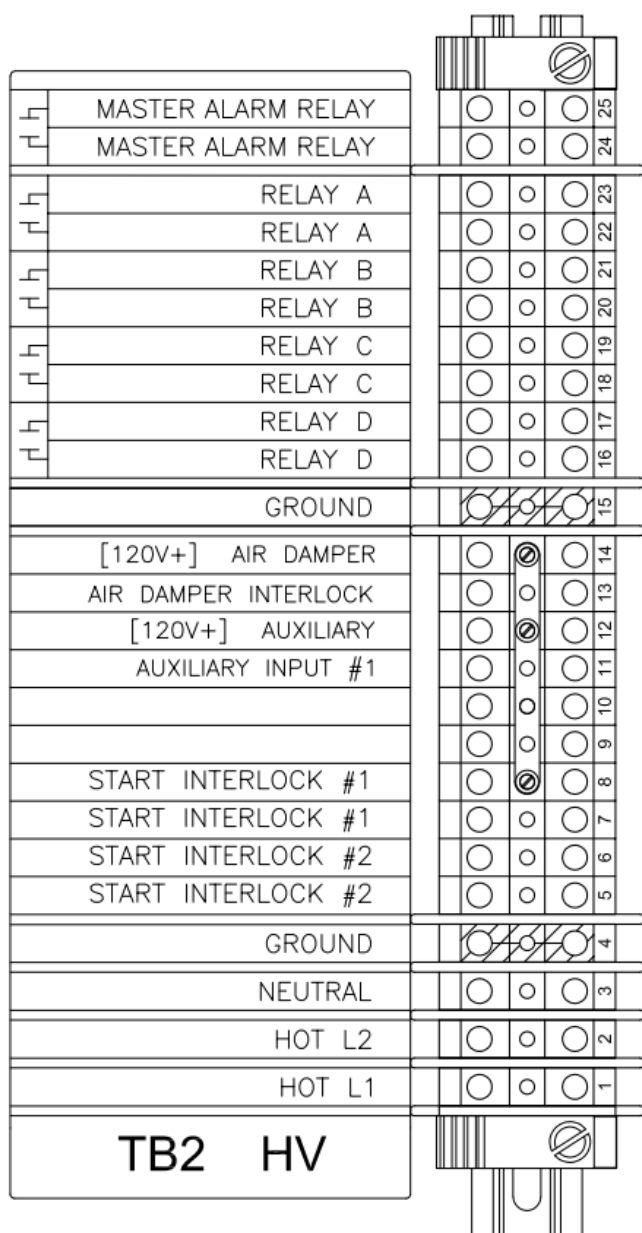 MASTER ALARM RELAY 25
MASTER ALARM RELAY 24
RELAY A 23
RELAY A 22
RELAY B 21
RELAY B 20
RELAY C 19
RELAY C 18
RELAY D 17
RELAY D 16
GROUND 15
[120V+] AIR DAMPER 14
AIR DAMPER INTERLOCK 13
[120V+] AUXILIARY 12
AUXILIARY INPUT #1 11
10
9
START INTERLOCK #1 8
START INTERLOCK #1 7
START INTERLOCK #2 6
START INTERLOCK #2 5
GROUND 4
NEUTRAL 3
HOT L2 2
HOT L1 1
TB2 HV